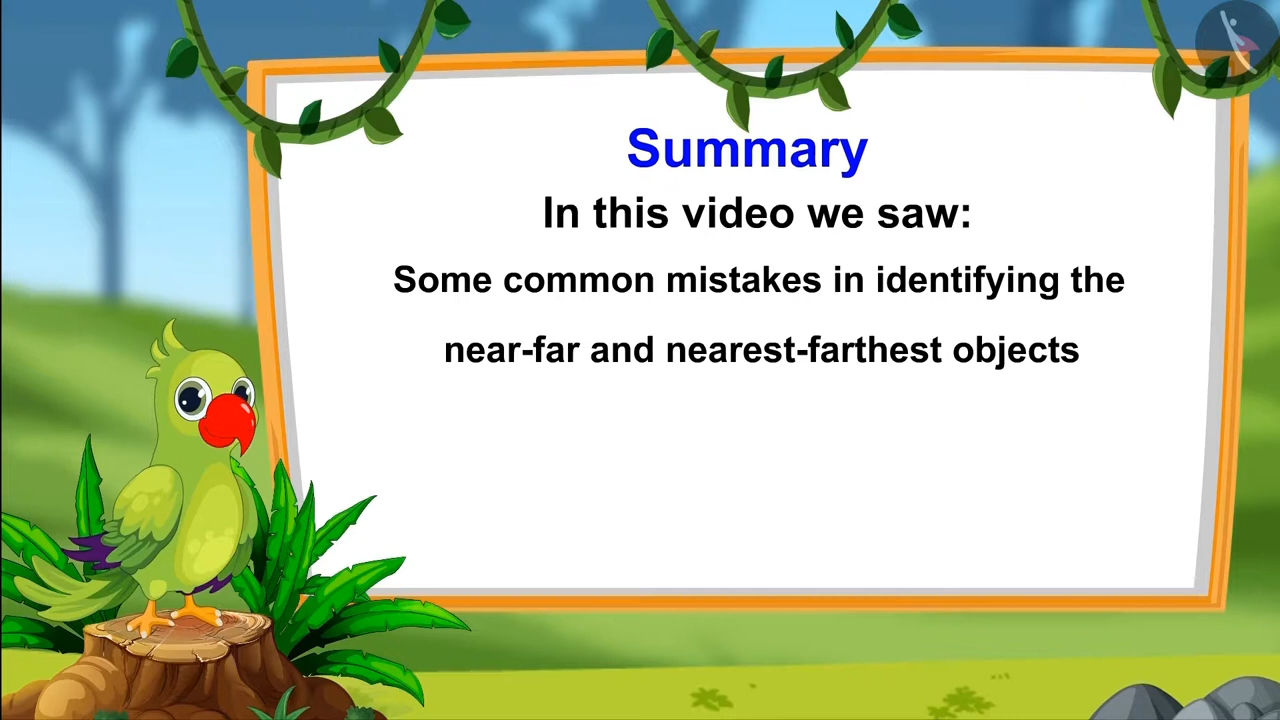 Summary
In this video we saw:
Some common mistakes in identifying the
near-far and nearest-farthest objects